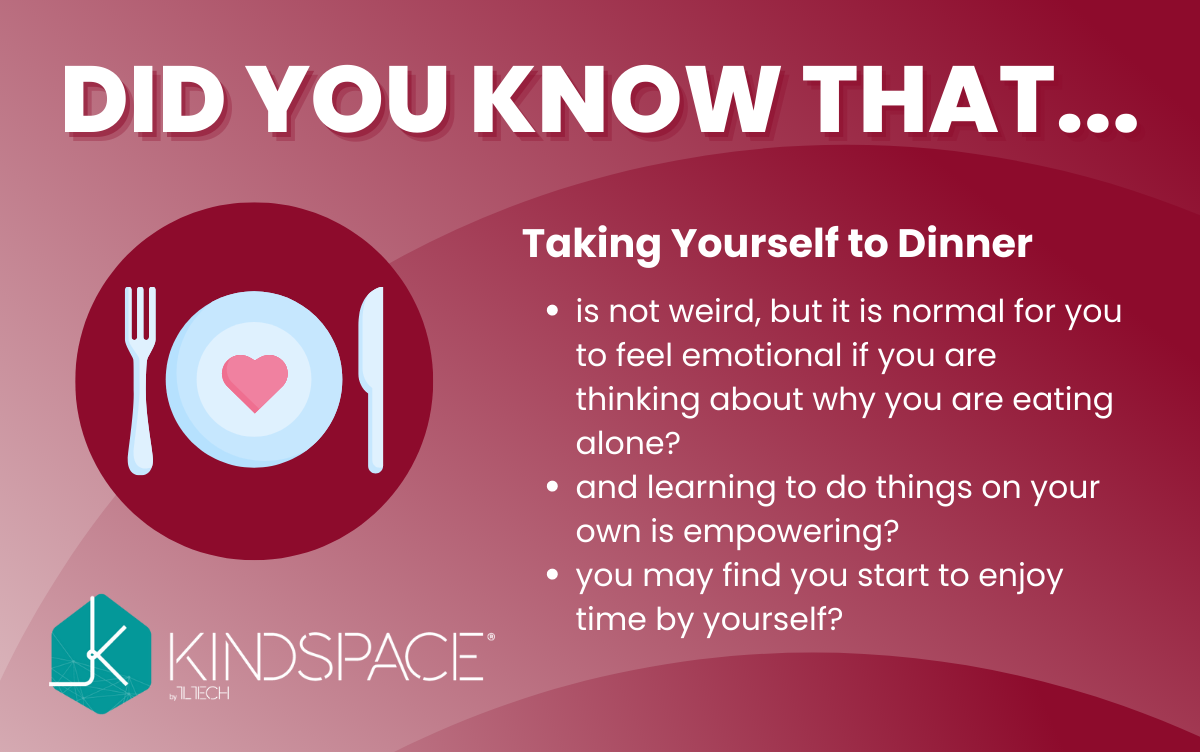 DID YOU KNOW THAT...
Taking Yourself to Dinner
• is not weird, but it is normal for you
to feel emotional if you are
thinking about why you are eating
alone?
• and learning to do things on your
own is empowering?
• you may find you start to enjoy
time by yourself?
KINDSPACE®
by 1L TECH